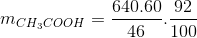 m_{CH_3COOH} = \frac{640.60}{46} . \frac{92}{100}